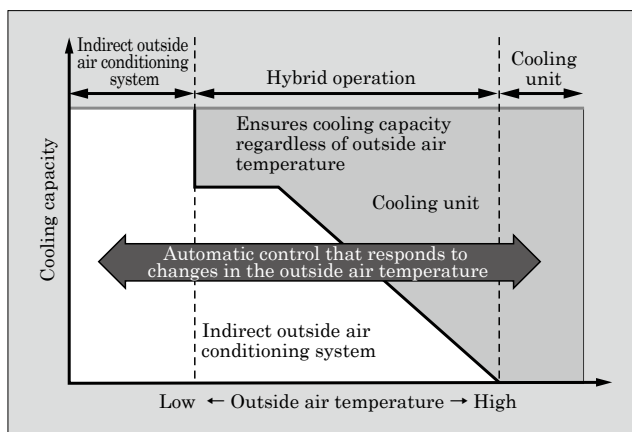 Indirect outside
air conditioning
system
Hybrid operation
Cooling
unit
Ensures cooling capacity
regardless of outside air
temperature
Cooling unit
Cooling capacity
Automatic control that responds to
changes in the outside air temperature
Indirect outside air
conditioning system
Low ← Outside air temperature → High